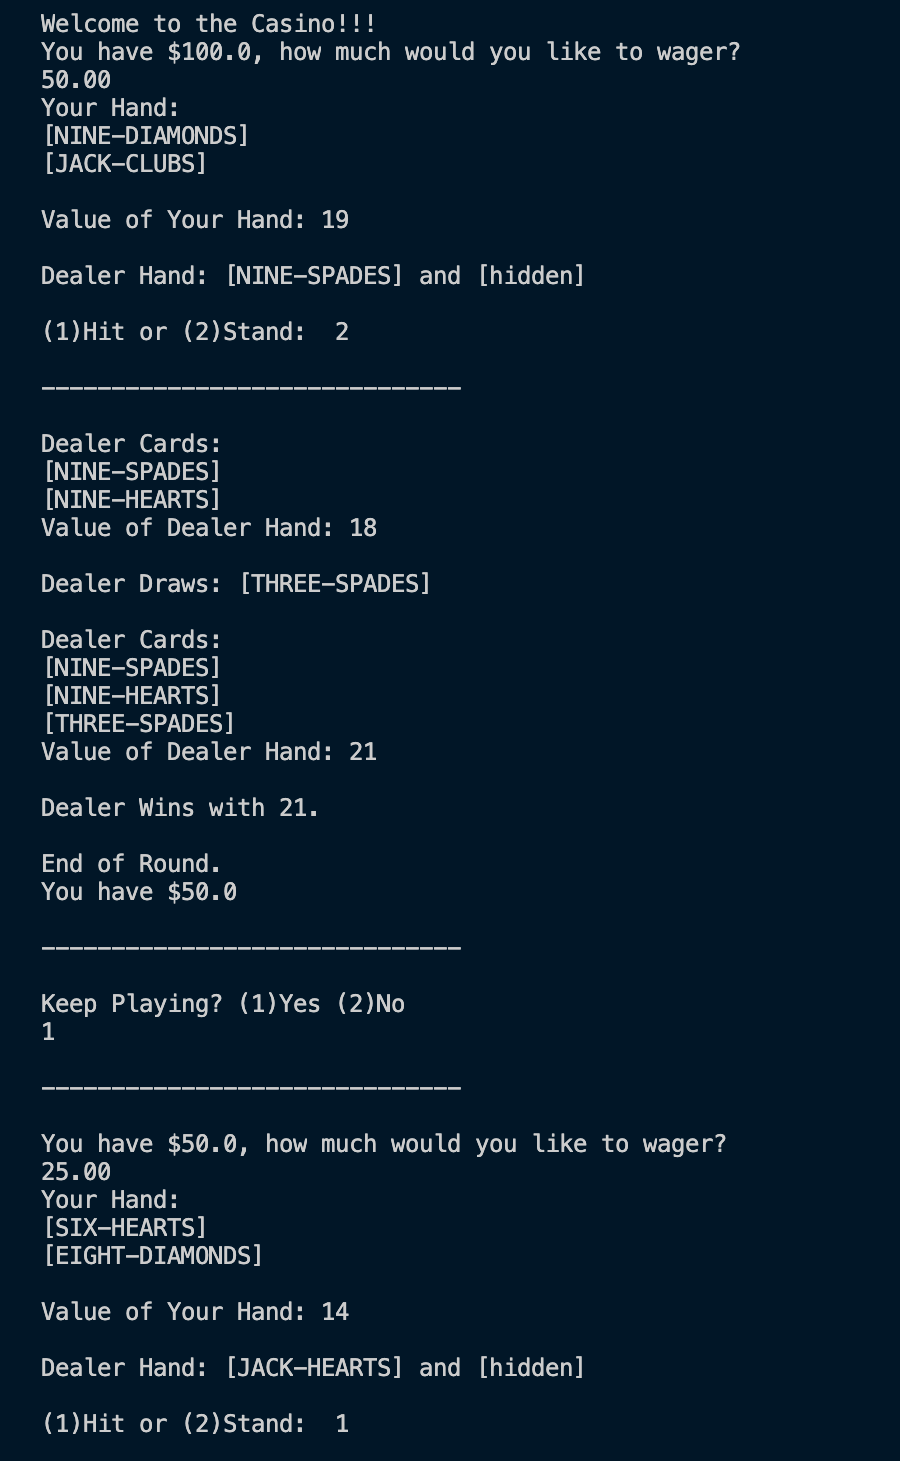 Welcome to the Casino!!!
You have $100.0, how much would you like to wager?
50.00
Your Hand:
[NINE-DIAMONDS]
[JACK-CLUBS]
Value of Your Hand: 19
Dealer Hand: [NINE-SPADES] and [hidden]
(1)Hit or (2)Stand:  2
______________________________
Dealer Cards:
[NINE-SPADES]
[NINE-HEARTS]
Value of Dealer Hand: 18
Dealer Draws: [THREE-SPADES]
Dealer Cards:
[NINE-SPADES]
[NINE-HEARTS]
[THREE-SPADES]
Value of Dealer Hand: 21
Dealer Wins with 21.
End of Round.
You have $50.0
______________________________
Keep Playing? (1)Yes (2)No
1
______________________________
You have $50.0, how much would you like to wager?
25.00
Your Hand:
[SIX-HEARTS]
[EIGHT-DIAMONDS]
Value of Your Hand: 14
Dealer Hand: [JACK-HEARTS] and [hidden]
(1)Hit or (2)Stand:  1